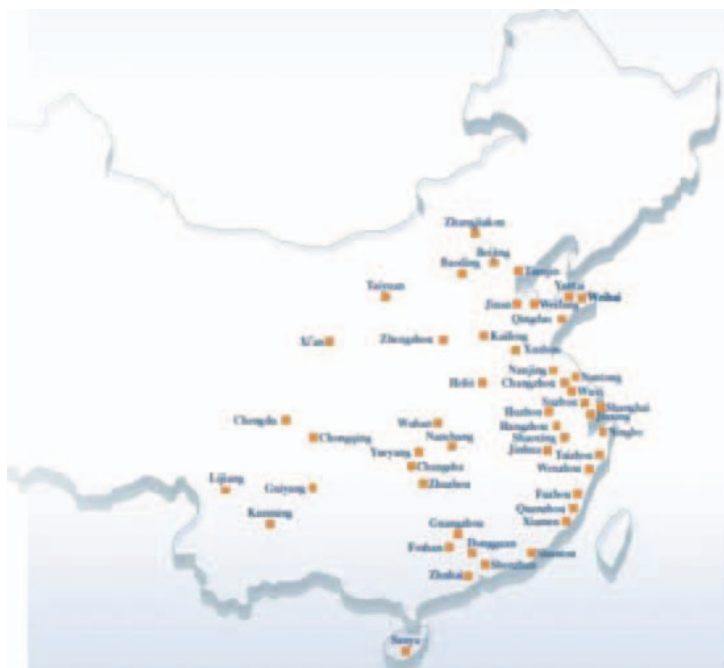 Zhangjiakou
Beijing
Baoding
Tianjin
Taiyuan
Yantai
Weihai
Jinan
Weifang
Qingdao
Xi'an
Zhengzhou
Kaifeng
Xuzhou
Nanjing
Nantong
Hefei
Changzhou
Wuxi
Suzhou
Shanghai
Huzhou
Jiaxing
Chengdu
Wuhan
Hangzhou
Ningbo
Chongqing
Nanchang
Shaoxing
Yueyang
Jinhua
Taizhou
Changsha
Wenzhou
Lijiang
Guiyang
Zhuzhou
Fuzhou
Kunming
Quanzhou
Xiamen
Guangzhou
Foshan
Dongguan
Shantou
Shenzhen
Zhuhai
Sanya